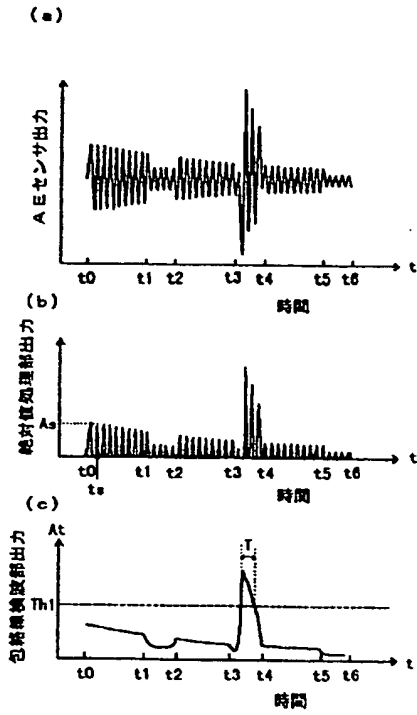 (a)
AEセンサ出力
t0 t1 t2 t3 t4 t5 t6 t
時間
(b)
絶対値処理部出力
As
t0 t1 t2 t3 t4 t5 t6 t
ts
時間
(c)
包絡線検波部出力
At
T
Th1
t0 t1 t2 t3 t4 t5 t6 t
時間